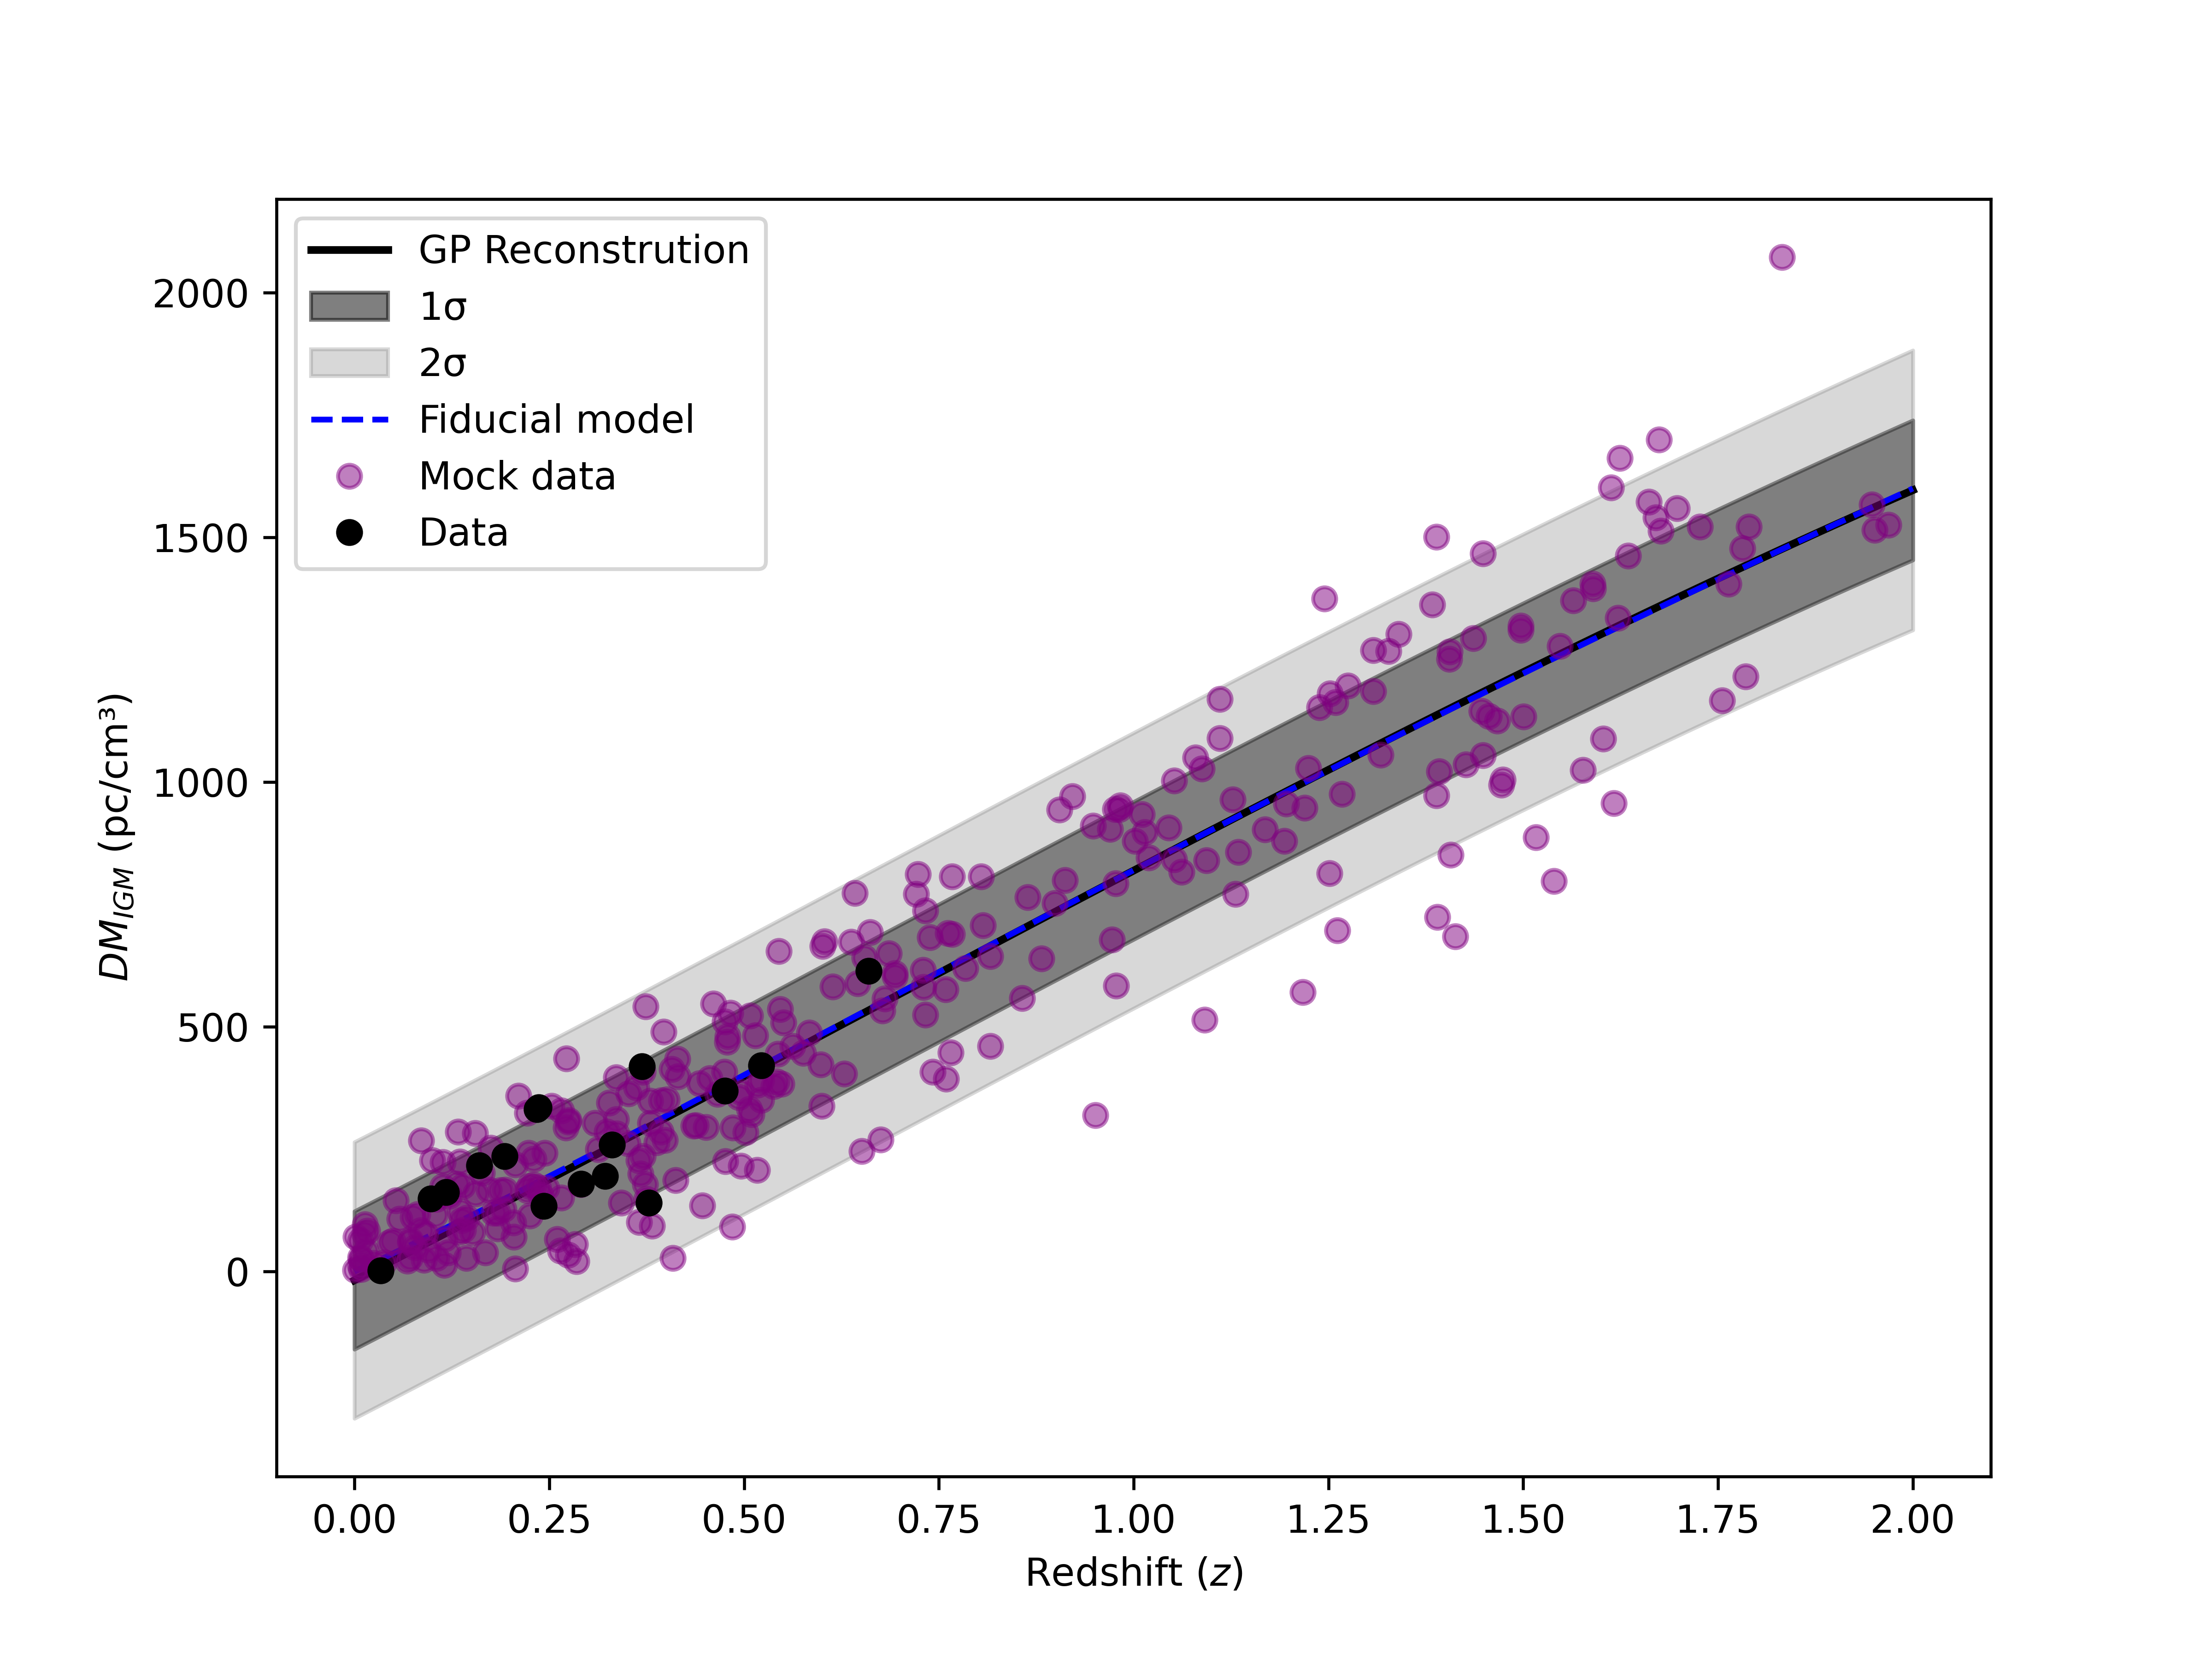 GP Reconstrution
1σ
2σ
Fiducial model
Mock data
Data
2000
1500
1000
500
0
DM_IGM (pc/cm³)
0.00 0.25 0.50 0.75 1.00 1.25 1.50 1.75 2.00
Redshift (z)